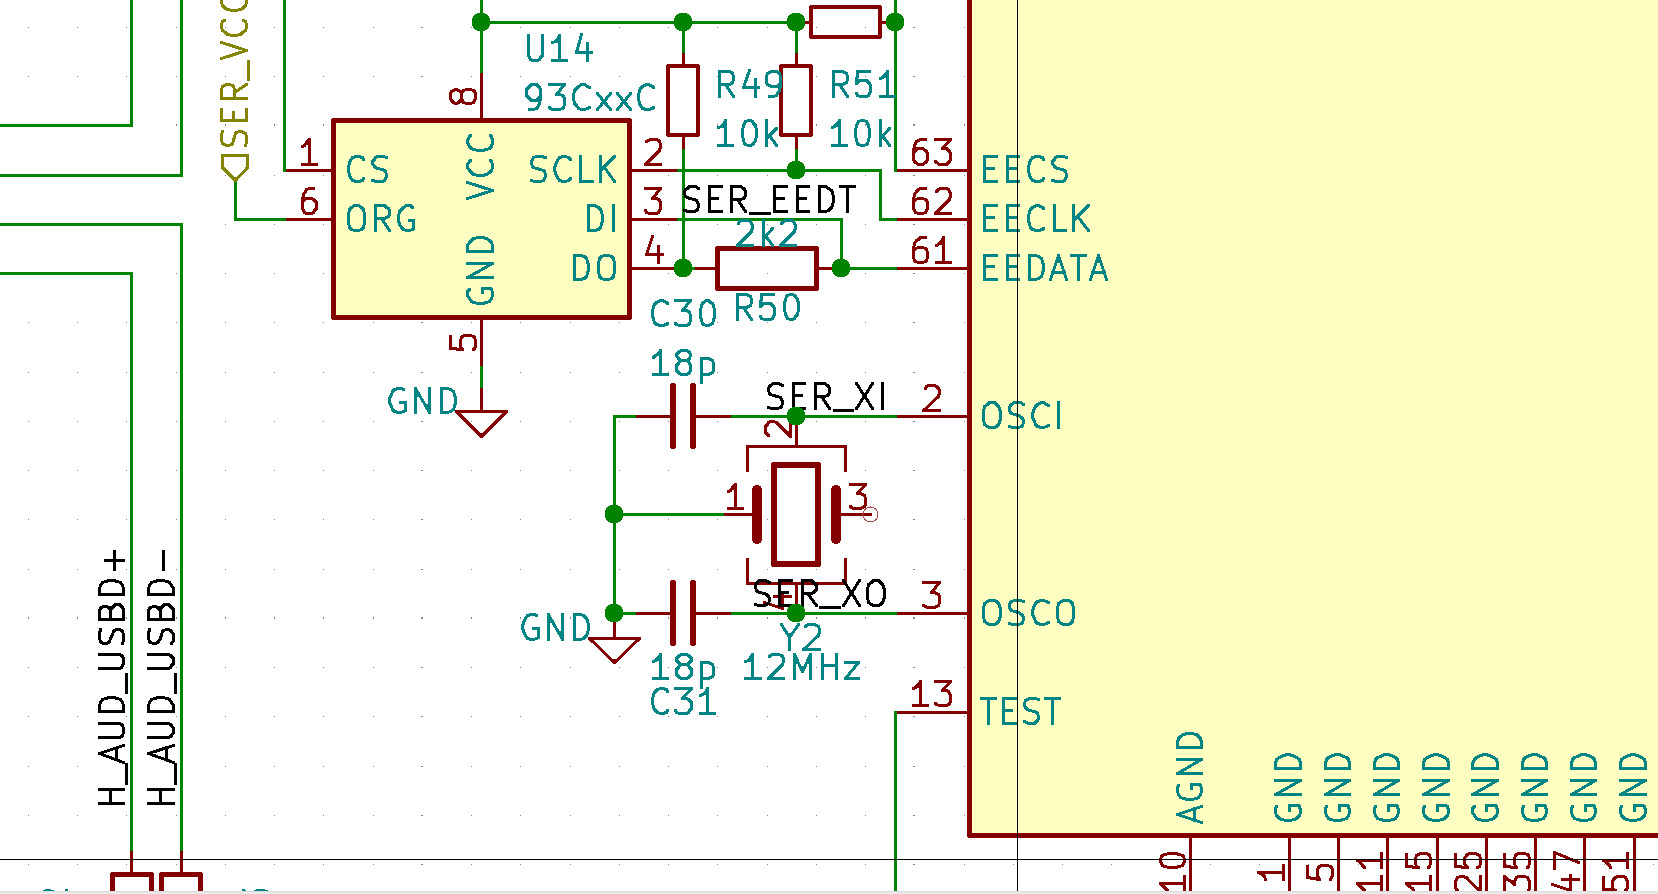 SER_VCC
U14
93CxxC
R49
10k
R51
10k
8
1
CS
VCC
SCLK
2
63
EECS
6
ORG
DI
3
SER_EEDT
62
EECLK
2k2
GND
DO
4
61
EEDATA
R50
5
GND
C30
18p
SER_XI
2
OSCI
2
1
3
SER_XO
4
3
OSCO
GND
Y2
12MHz
18p
C31
13
TEST
H_AUD_USBD+
H_AUD_USBD-
AGND
GND
GND
GND
GND
GND
GND
GND
GND
10
1
5
11
15
25
35
47
51